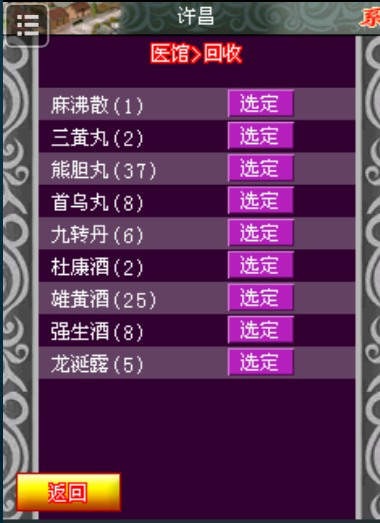 许昌
系
医馆>回收
麻沸散(1) 选定
三黄丸(2) 选定
熊胆丸(37) 选定
首乌丸(8) 选定
九转丹(6) 选定
杜康酒(2) 选定
雄黄酒(25) 选定
强生酒(8) 选定
龙涎露(5) 选定
返回